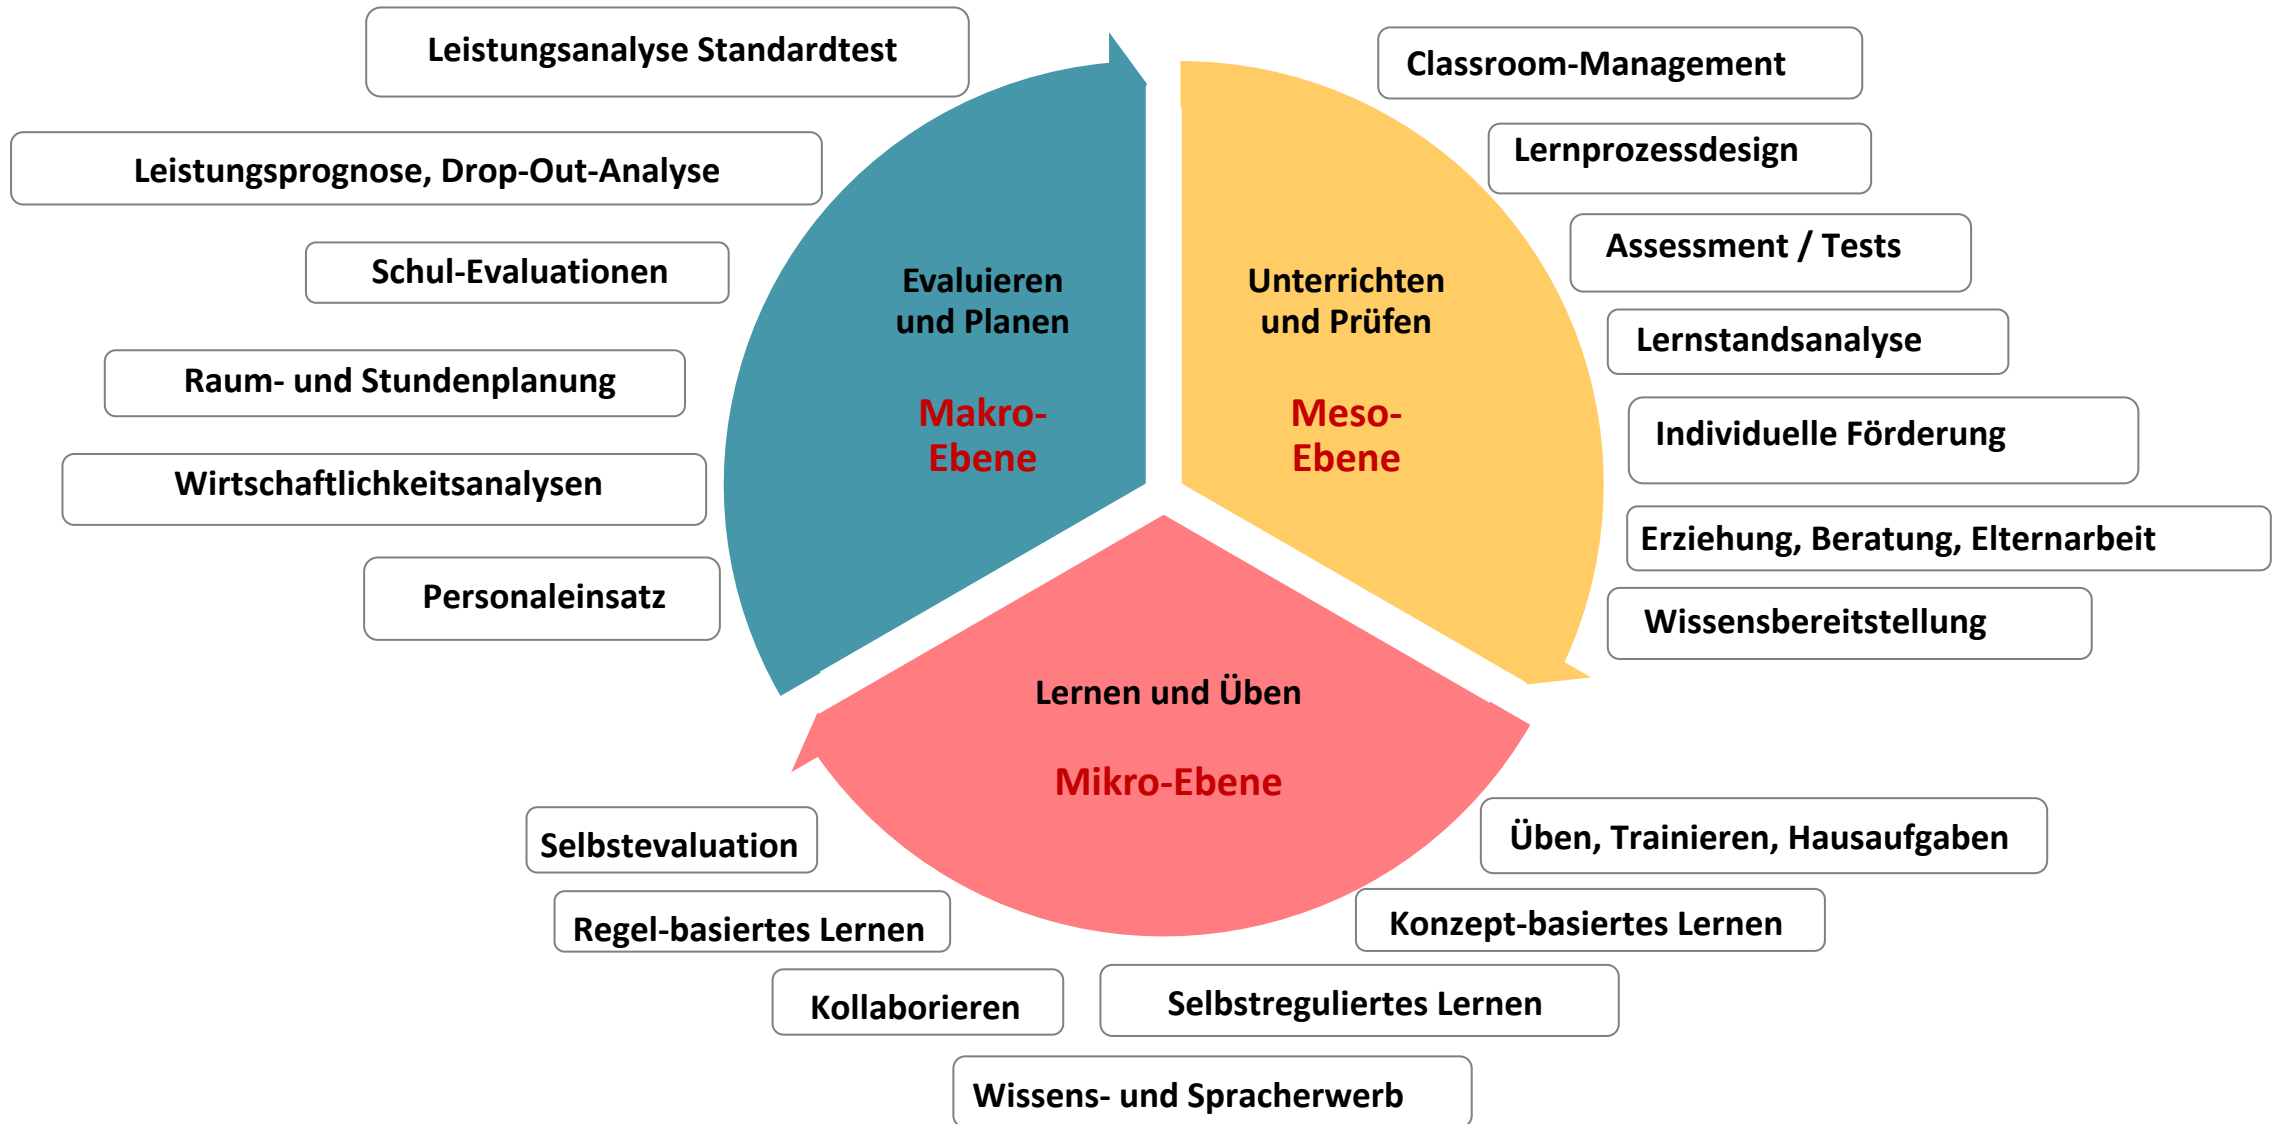 Leistungsanalyse Standardtest
Leistungsprognose, Drop-Out-Analyse
Schul-Evaluationen
Raum- und Stundenplanung
Wirtschaftlichkeitsanalysen
Personaleinsatz
Evaluieren
und Planen
Makro-
Ebene
Unterrichten
und Prüfen
Meso-
Ebene
Classroom-Management
Lernprozessdesign
Assessment / Tests
Lernstandsanalyse
Individuelle Förderung
Erziehung, Beratung, Elternarbeit
Wissensbereitstellung
Lernen und Üben
Mikro-Ebene
Selbstevaluation
Regel-basiertes Lernen
Kollaborieren
Wissens- und Spracherwerb
Selbstreguliertes Lernen
Konzept-basiertes Lernen
Üben, Trainieren, Hausaufgaben